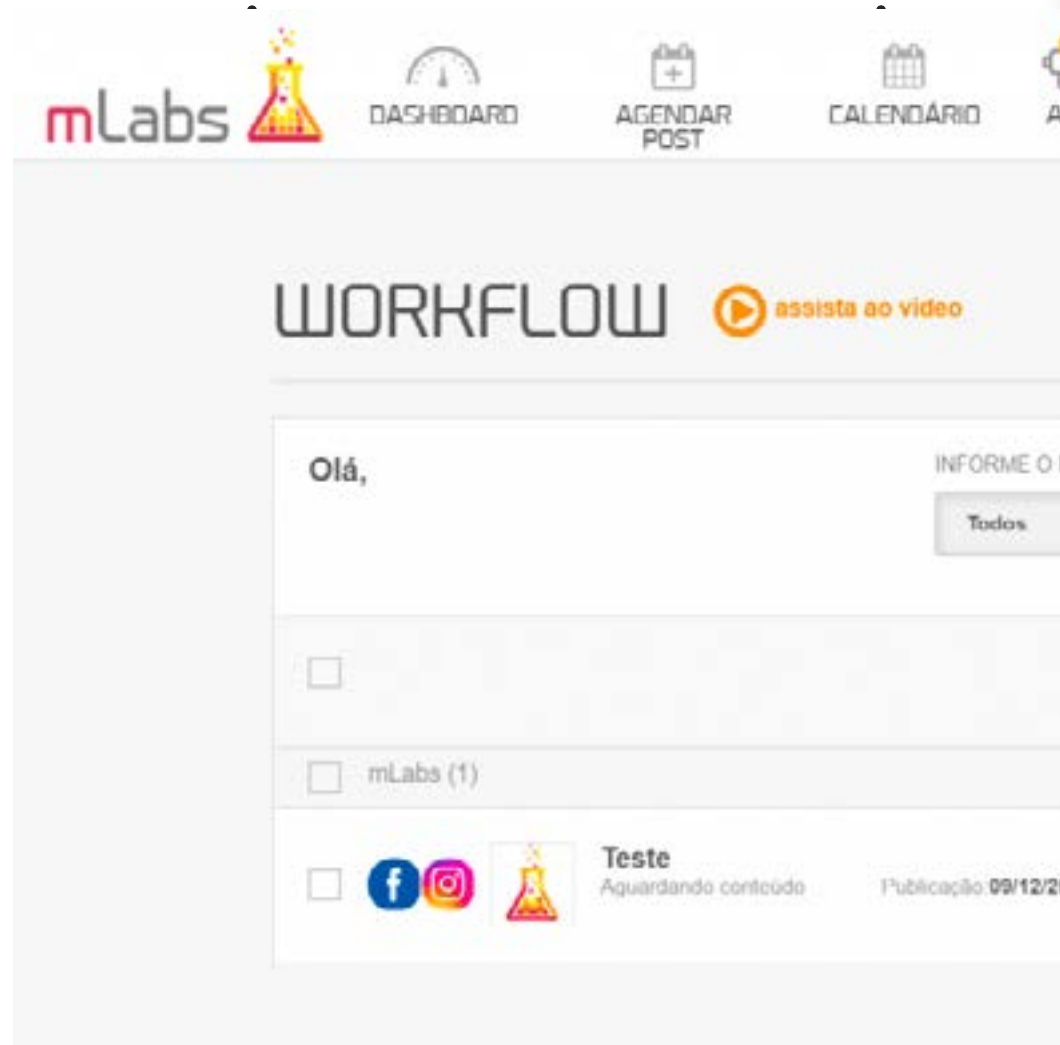 mLabs
DASHBOARD
AGENDAR
POST
CALENDÁRIO
WORKFLOW
assista ao vídeo
Olá,
INFORME O
Todos
mLabs (1)
Teste
Aguardando conteúdo
Publicação: 09/12/20